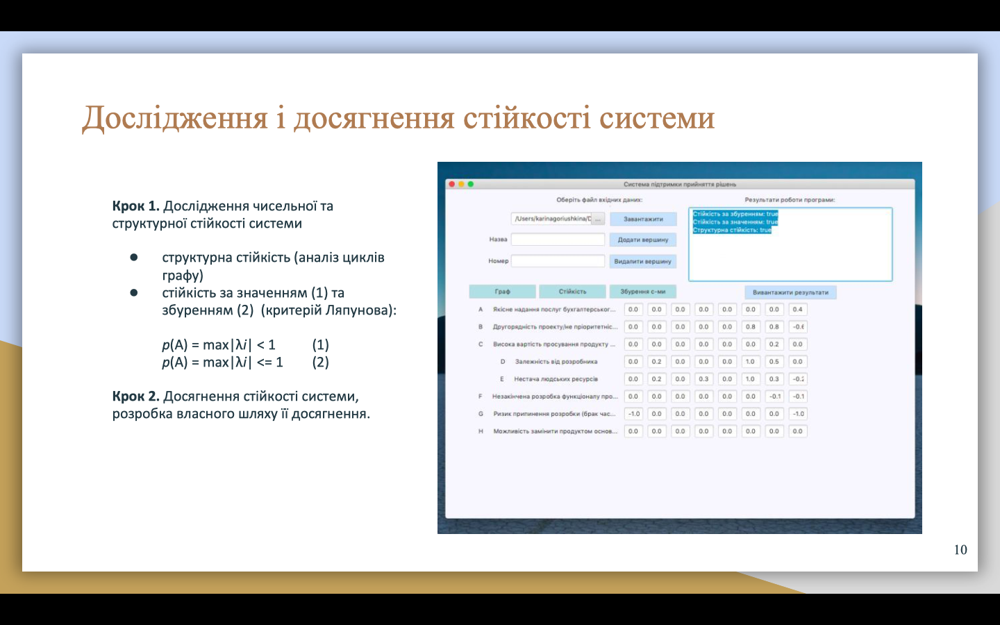 Дослідження і досягнення стійкості системи
Крок 1. Дослідження чисельної та
структурної стійкості системи
● структурна стійкість (аналіз циклів
графу)
● стійкість за значенням (1) та
збуренням (2) (критерій Ляпунова):
p(A) = max|λi| < 1 (1)
p(A) = max|λi| <= 1 (2)
Крок 2. Досягнення стійкості системи,
розробка власного шляху її досягнення.
Система підтримки прийняття рішень
Оберіть файл вхідних даних:
/Users/karinagoriushkina/D ...
Завантажити
Назва
Додати вершину
Номер
Видалити вершину
Результати роботи програми:
Стійкість за збуренням: true
Стійкість за значенням: true
Структурна стійкість: true
Граф Стійкість Збурення с-ми
Вивантажити результати
A Якісне надання послуг бухгалтерськог... 0.0 0.0 0.0 0.0 0.0 0.0 0.0 0.4
B Другорядність проекту/не пріоритетніс... 0.0 0.0 0.0 0.0 0.0 0.8 0.8 -0.6
C Висока вартість просування продукту ... 0.0 0.0 0.0 0.0 0.0 0.0 0.2 0.0
D Залежність від розробника 0.0 0.2 0.0 0.0 0.0 1.0 0.5 0.0
E Нестача людських ресурсів 0.0 0.2 0.0 0.3 0.0 1.0 0.3 -0.2
F Незакінчена розробка функціоналу про... 0.0 0.0 0.0 0.0 0.0 0.0 -0.1 -0.1
G Ризик припинення розробки (брак час... -1.0 0.0 0.0 0.0 0.0 0.0 0.0 -1.0
H Можливість замінити продуктом основ... 0.0 0.0 0.0 0.0 0.0 0.0 0.0 0.0
10